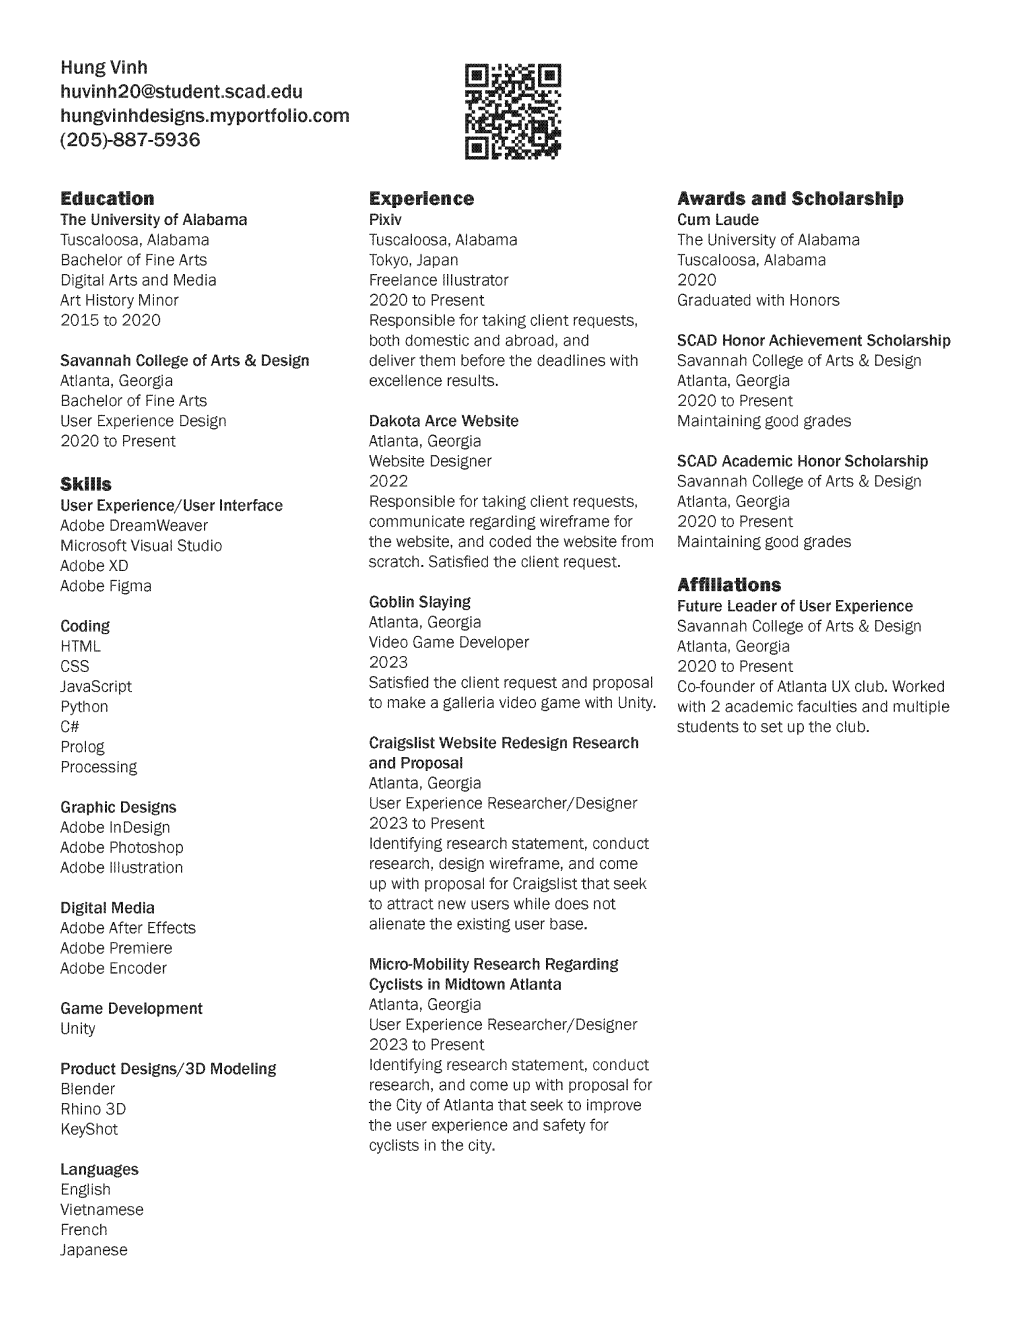 Hung Vinh
huvinh20@student.scad.edu
hungvinhdesigns.myportfolio.com
(205)-887-5936
Education
The University of Alabama
Tuscaloosa, Alabama
Bachelor of Fine Arts
Digital Arts and Media
Art History Minor
2015 to 2020
Savannah College of Arts & Design
Atlanta, Georgia
Bachelor of Fine Arts
User Experience Design
2020 to Present
Skills
User Experience/User Interface
Adobe DreamWeaver
Microsoft Visual Studio
Adobe XD
Adobe Figma
Coding
HTML
CSS
JavaScript
Python
C#
Prolog
Processing
Graphic Designs
Adobe InDesign
Adobe Photoshop
Adobe Illustration
Digital Media
Adobe After Effects
Adobe Premiere
Adobe Encoder
Game Development
Unity
Product Designs/3D Modeling
Blender
Rhino 3D
KeyShot
Languages
English
Vietnamese
French
Japanese
Experience
Pixiv
Tuscaloosa, Alabama
Tokyo, Japan
Freelance Illustrator
2020 to Present
Responsible for taking client requests,
both domestic and abroad, and
deliver them before the deadlines with
excellence results.
Dakota Arce Website
Atlanta, Georgia
Website Designer
2022
Responsible for taking client requests,
communicate regarding wireframe for
the website, and coded the website from
scratch. Satisfied the client request.
Goblin Slaying
Atlanta, Georgia
Video Game Developer
2023
Satisfied the client request and proposal
to make a galleria video game with Unity.
Craigslist Website Redesign Research
and Proposal
Atlanta, Georgia
User Experience Researcher/Designer
2023 to Present
Identifying research statement, conduct
research, design wireframe, and come
up with proposal for Craigslist that seek
to attract new users while does not
alienate the existing user base.
Micro-Mobility Research Regarding
Cyclists in Midtown Atlanta
Atlanta, Georgia
User Experience Researcher/Designer
2023 to Present
Identifying research statement, conduct
research, and come up with proposal for
the City of Atlanta that seek to improve
the user experience and safety for
cyclists in the city.
Awards and Scholarship
Cum Laude
The University of Alabama
Tuscaloosa, Alabama
2020
Graduated with Honors
SCAD Honor Achievement Scholarship
Savannah College of Arts & Design
Atlanta, Georgia
2020 to Present
Maintaining good grades
SCAD Academic Honor Scholarship
Savannah College of Arts & Design
Atlanta, Georgia
2020 to Present
Maintaining good grades
Affiliations
Future Leader of User Experience
Savannah College of Arts & Design
Atlanta, Georgia
2020 to Present
Co-founder of Atlanta UX club. Worked
with 2 academic faculties and multiple
students to set up the club.